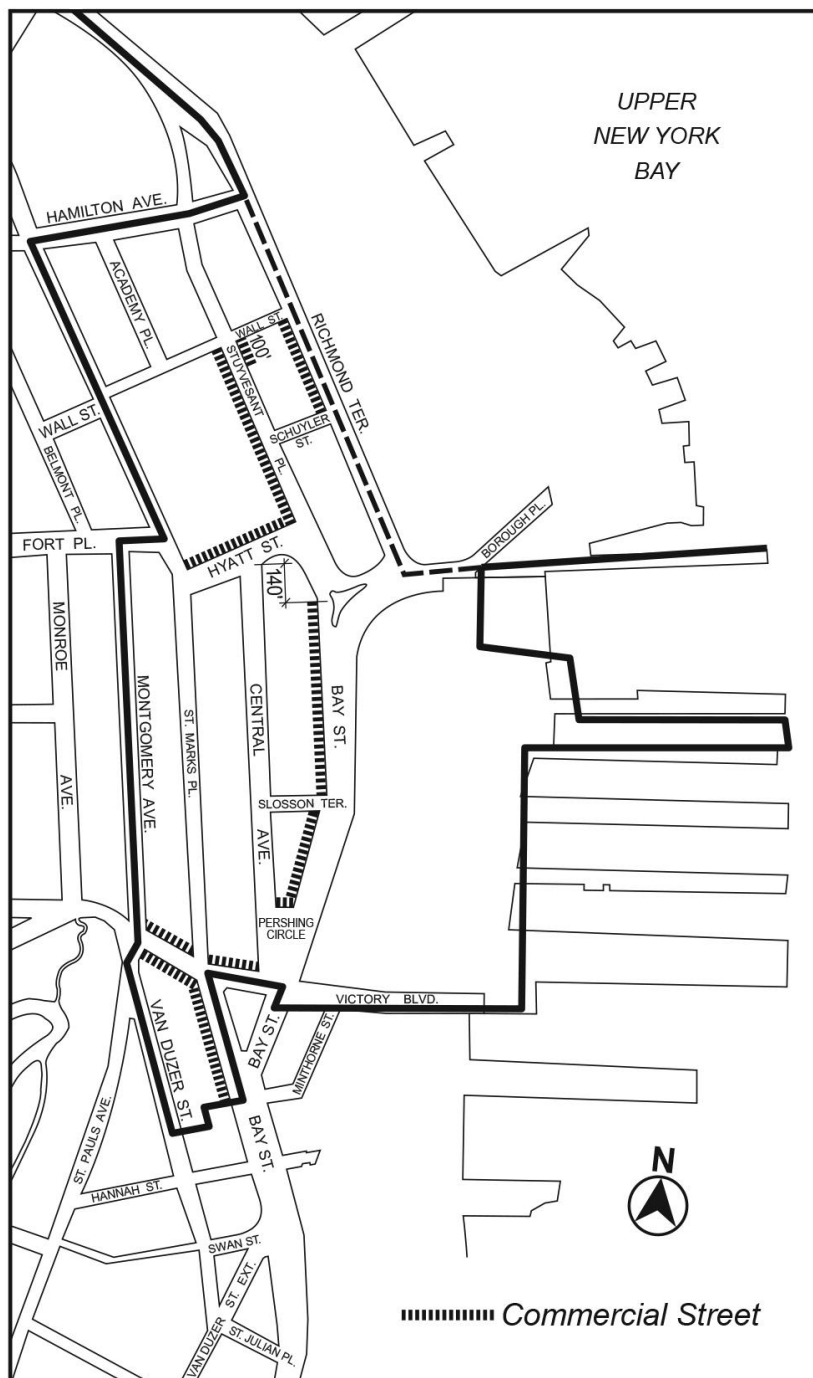 UPPER
NEW YORK
BAY
HAMILTON AVE.
ACADEMY PL.
RICHMOND TER.
WALL ST.
100'
STUYVESANT
PL.
SCHUYLER
ST.
WALL ST.
BELMONT PL.
BOROUGH PL.
FORT PL.
HYATT ST.
140'
MONROE
AVE.
MONTGOMERY AVE.
ST. MARKS PL.
CENTRAL
AVE.
BAY ST.
SLOSSON TER.
PERSHING
CIRCLE
VICTORY BLVD.
VAN DUZER ST.
BAY ST.
MINTHORNE ST.
ST. PAULS AVE.
BAY ST.
HANNAH ST.
SWAN ST.
VAN DUZER ST. EXT.
ST. JULIAN PL.
N
Commercial Street